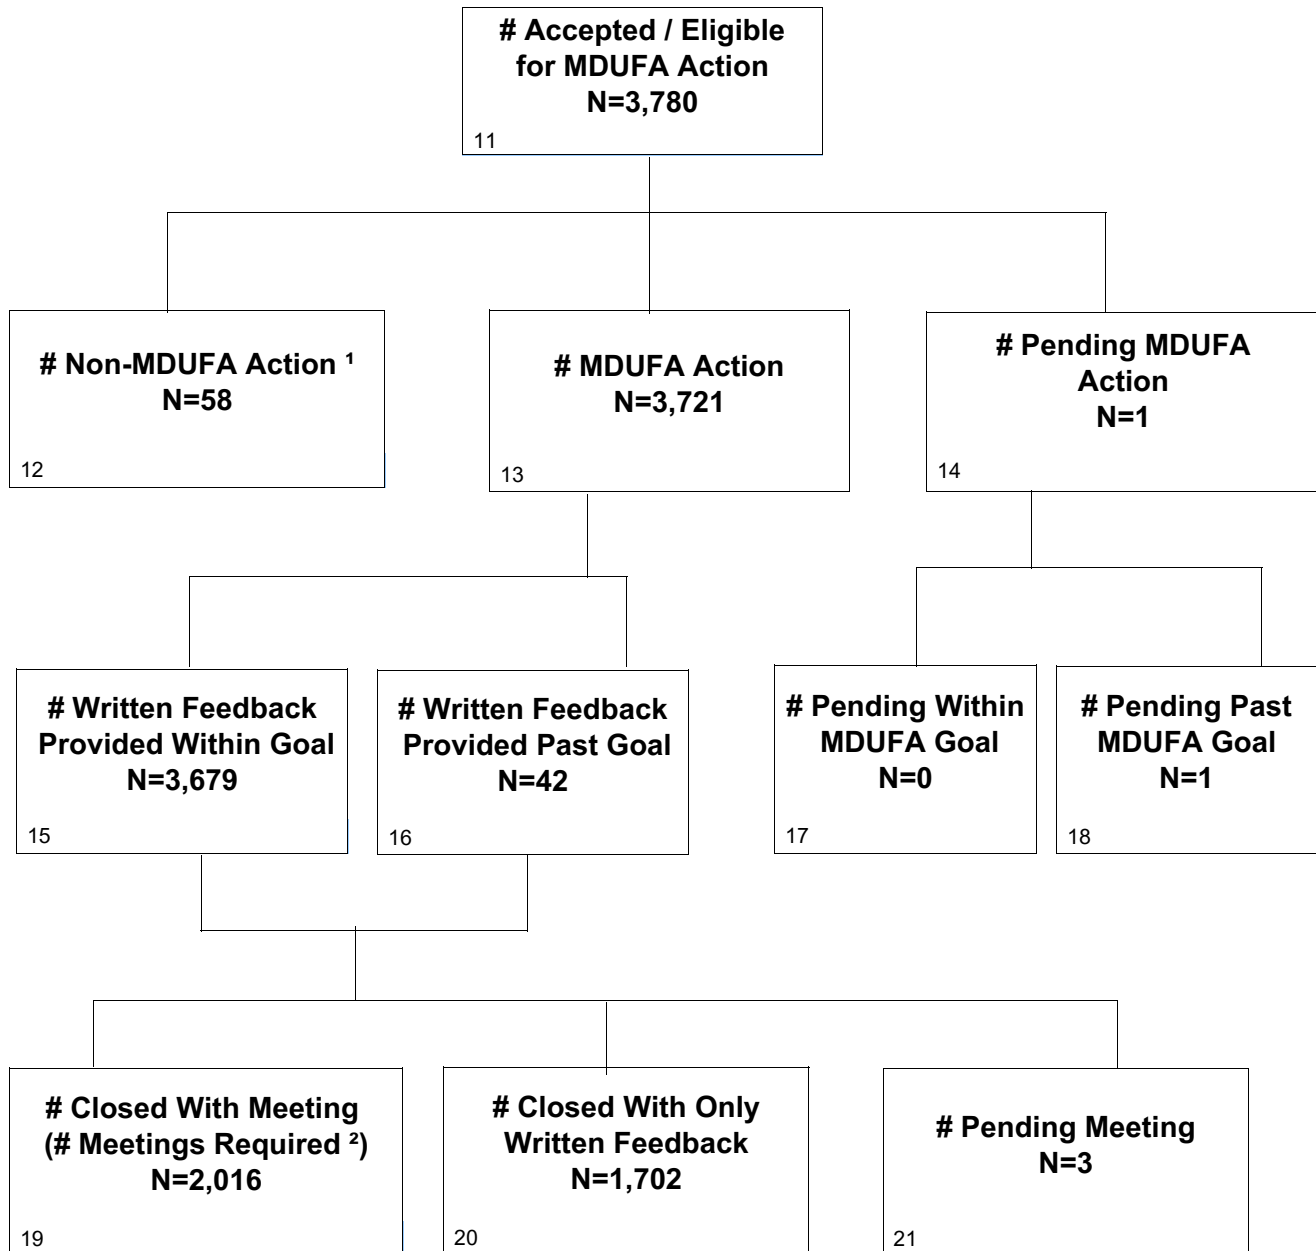 # Accepted / Eligible
for MDUFA Action
N=3,780
11
# Non-MDUFA Action ¹
N=58
12
# MDUFA Action
N=3,721
13
# Pending MDUFA
Action
N=1
14
# Written Feedback
Provided Within Goal
N=3,679
15
# Written Feedback
Provided Past Goal
N=42
16
# Pending Within
MDUFA Goal
N=0
17
# Pending Past
MDUFA Goal
N=1
18
# Closed With Meeting
(# Meetings Required ²)
N=2,016
19
# Closed With Only
Written Feedback
N=1,702
20
# Pending Meeting
N=3
21